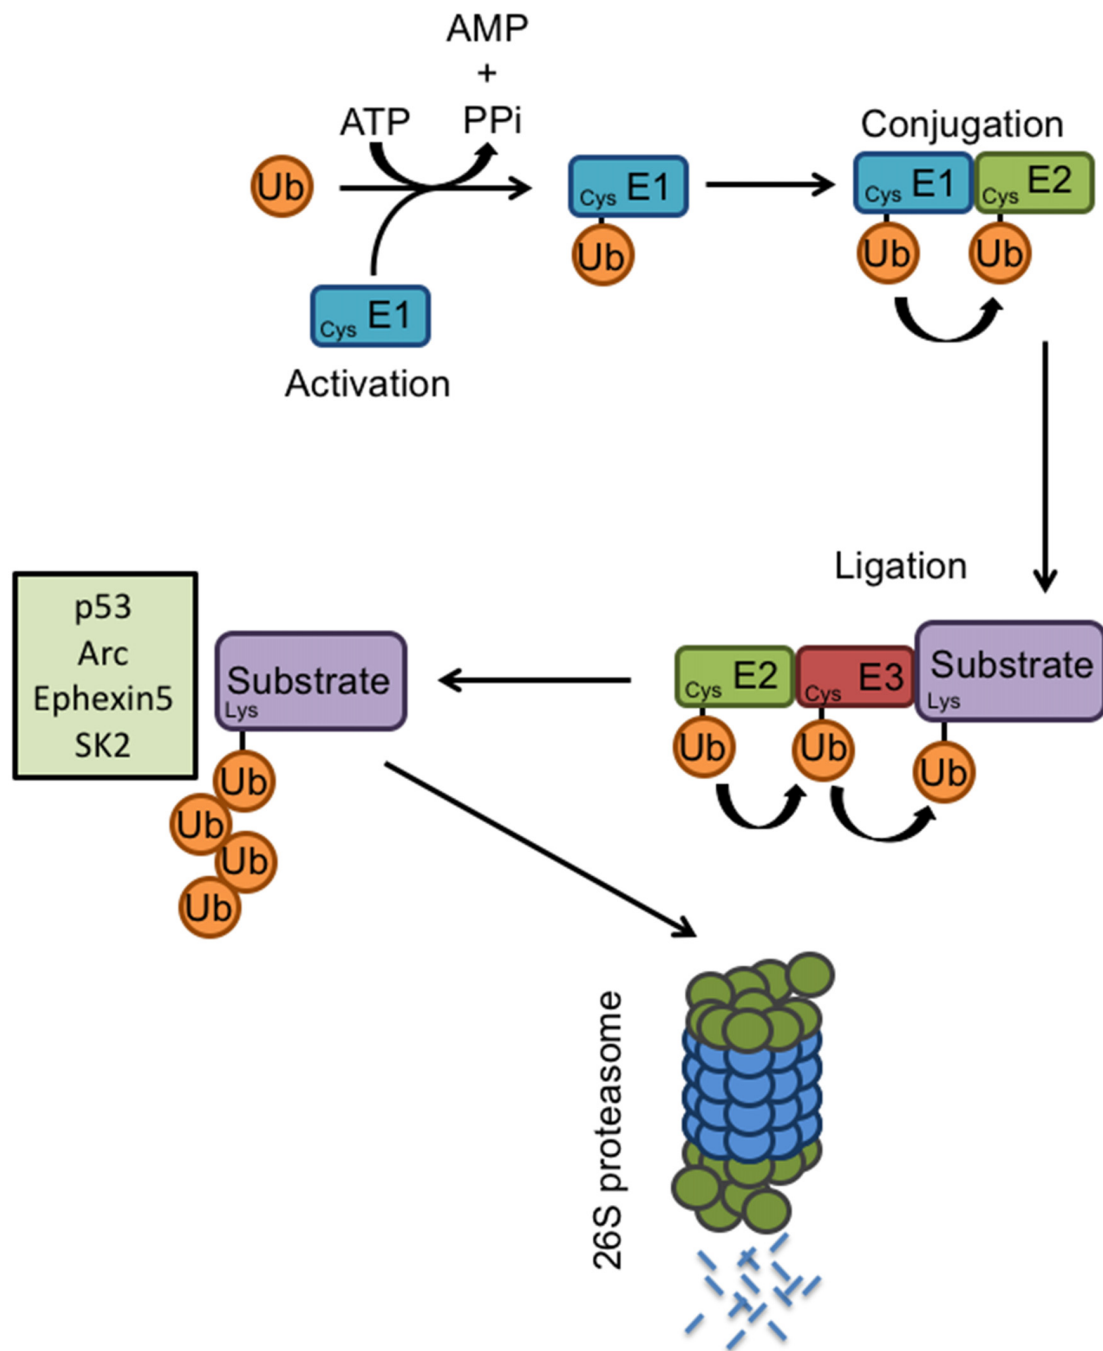 AMP
+
ATP PPi
Ub
Cys E1
Activation
Cys E1
Ub
Conjugation
Cys E1 Cys E2
Ub Ub
Ligation
Cys E2 Cys E3 Substrate
Lys
Ub Ub Ub
p53
Arc
Ephexin5
SK2
Substrate
Lys
Ub
Ub
Ub
Ub
26S proteasome